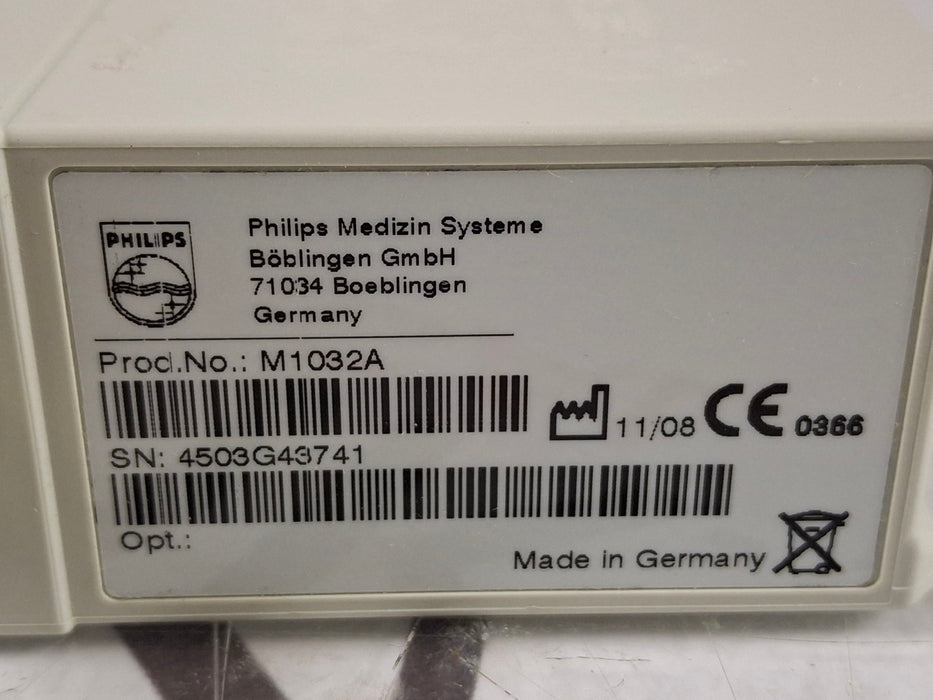 PHILIPS
Philips Medizin Systeme
Böblingen GmbH
71034 Boeblingen
Germany
Prod.No.: M1032A
11/08 CE 0366
SN: 4503G43741
Opt.:
Made in Germany